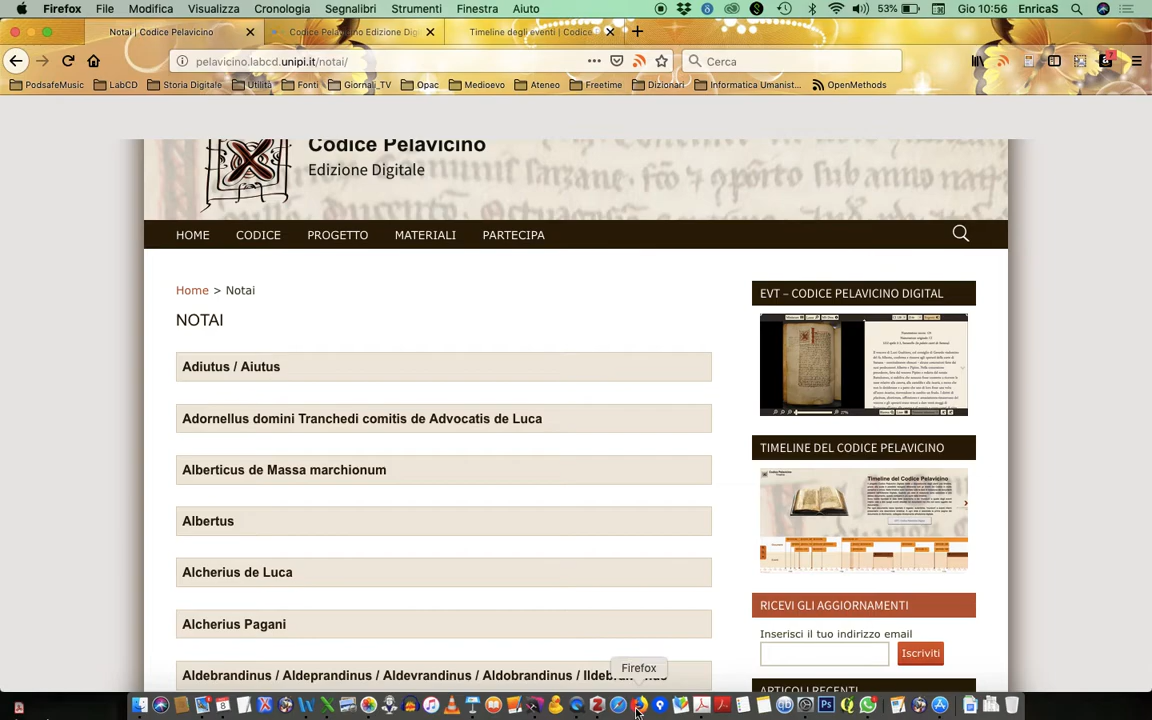 Firefox File Modifica Visualizza Cronologia Segnalibri Strumenti Finestra Aiuto 53% Gio 10:56 EnricaS
Notai | Codice Pelavicino Codice Pelavicino Edizione Dig Timeline degli eventi | Codice
pelavicino.labcd.unipi.it/notai/ Cerca 7
PodsafeMusic LabCD Storia Digitale Utilità Fonti Giornali_TV Opac Medioevo Ateneo Freetime Dizionari Informatica Umanist... OpenMethods
Codice Pelavicino
Edizione Digitale
HOME CODICE PROGETTO MATERIALI PARTECIPA
Home > Notai
NOTAI
Adiutus / Aiutus
Adornellus domini Tranchedi comitis de Advocatis de Luca
Albericus de Massa marchionum
Albertus
Alcherius de Luca
Alcherius Pagani
Aldebrandinus / Aldeprandinus / Aldevrandinus / Aldobrandinus /
EVT – CODICE PELAVICINO DIGITAL
TIMELINE DEL CODICE PELAVICINO
Timeline del Codice Pelavicino
RICEVI GLI AGGIORNAMENTI
Inserisci il tuo indirizzo email
Iscriviti
ARTICOLI RECENTI
Firefox